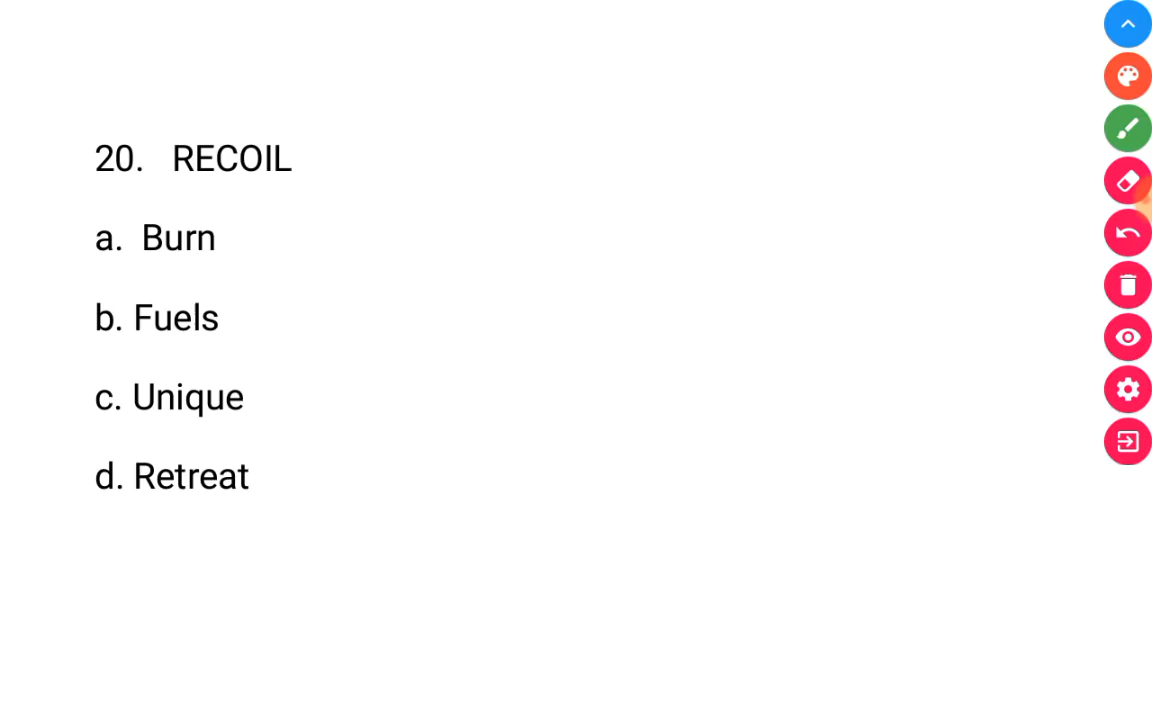 20. RECOIL
a. Burn
b. Fuels
c. Unique
d. Retreat